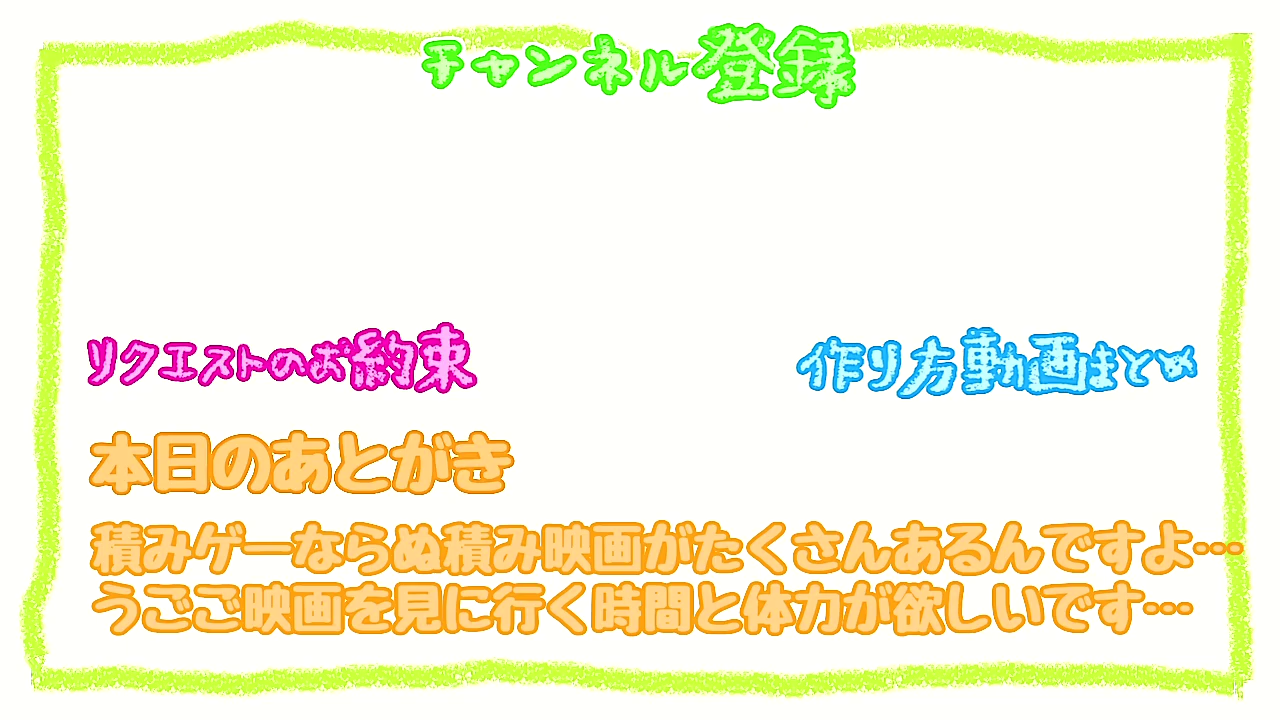 チャンネル登録
リクエストのお約束
作り方動画まとめ
本日のあとがき
積みゲーならぬ積み映画がたくさんあるんですよ…
うごご映画を見に行く時間と体力が欲しいです…